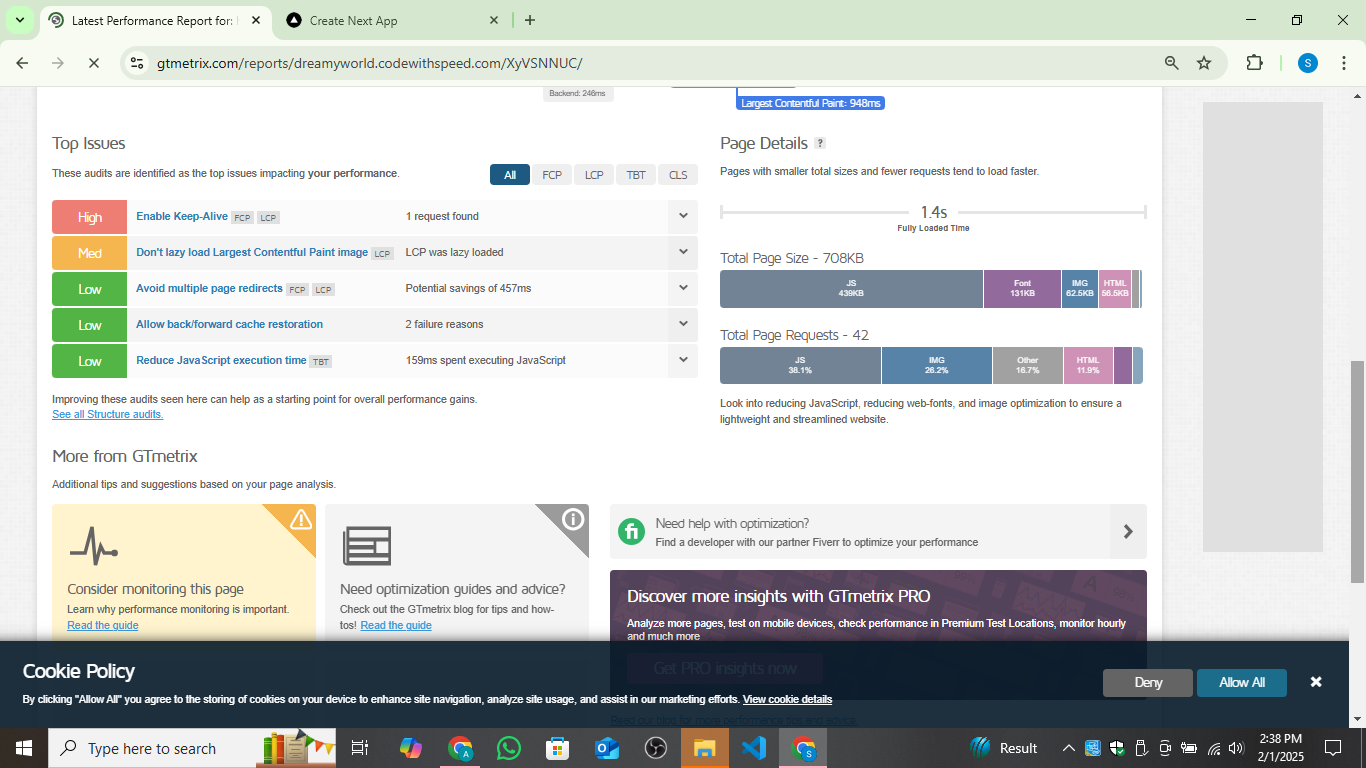 Latest Performance Report for:
Create Next App
gtmetrix.com/reports/dreamyworld.codewithspeed.com/XyVSNNUC/
S
Backend: 246ms
Largest Contentful Paint: 948ms
Top Issues
These audits are identified as the top issues impacting your performance.
All FCP LCP TBT CLS
High Enable Keep-Alive FCP LCP 1 request found
Med Don't lazy load Largest Contentful Paint image LCP LCP was lazy loaded
Low Avoid multiple page redirects FCP LCP Potential savings of 457ms
Low Allow back/forward cache restoration 2 failure reasons
Low Reduce JavaScript execution time TBT 159ms spent executing JavaScript
Improving these audits seen here can help as a starting point for overall performance gains.
See all Structure audits.
Page Details ?
Pages with smaller total sizes and fewer requests tend to load faster.
1.4s
Fully Loaded Time
Total Page Size - 708KB
JS Font IMG HTML
439KB 131KB 62.5KB 56.5KB
Total Page Requests - 42
JS IMG Other HTML
38.1% 26.2% 16.7% 11.9%
Look into reducing JavaScript, reducing web-fonts, and image optimization to ensure a
lightweight and streamlined website.
More from GTmetrix
Additional tips and suggestions based on your page analysis.
Consider monitoring this page
Learn why performance monitoring is important.
Read the guide
Need optimization guides and advice?
Check out the GTmetrix blog for tips and how-
tos! Read the guide
fi
Need help with optimization?
Find a developer with our partner Fiverr to optimize your performance
Discover more insights with GTmetrix PRO
Analyze more pages, test on mobile devices, check performance in Premium Test Locations, monitor hourly
and much more
Get PRO insights now
Read our blog for more performance tips and advice.
Cookie Policy
By clicking "Allow All" you agree to the storing of cookies on your device to enhance site navigation, analyze site usage, and assist in our marketing efforts. View cookie details
Deny
Allow All
Type here to search
A
S
Result
2:38 PM
2/1/2025